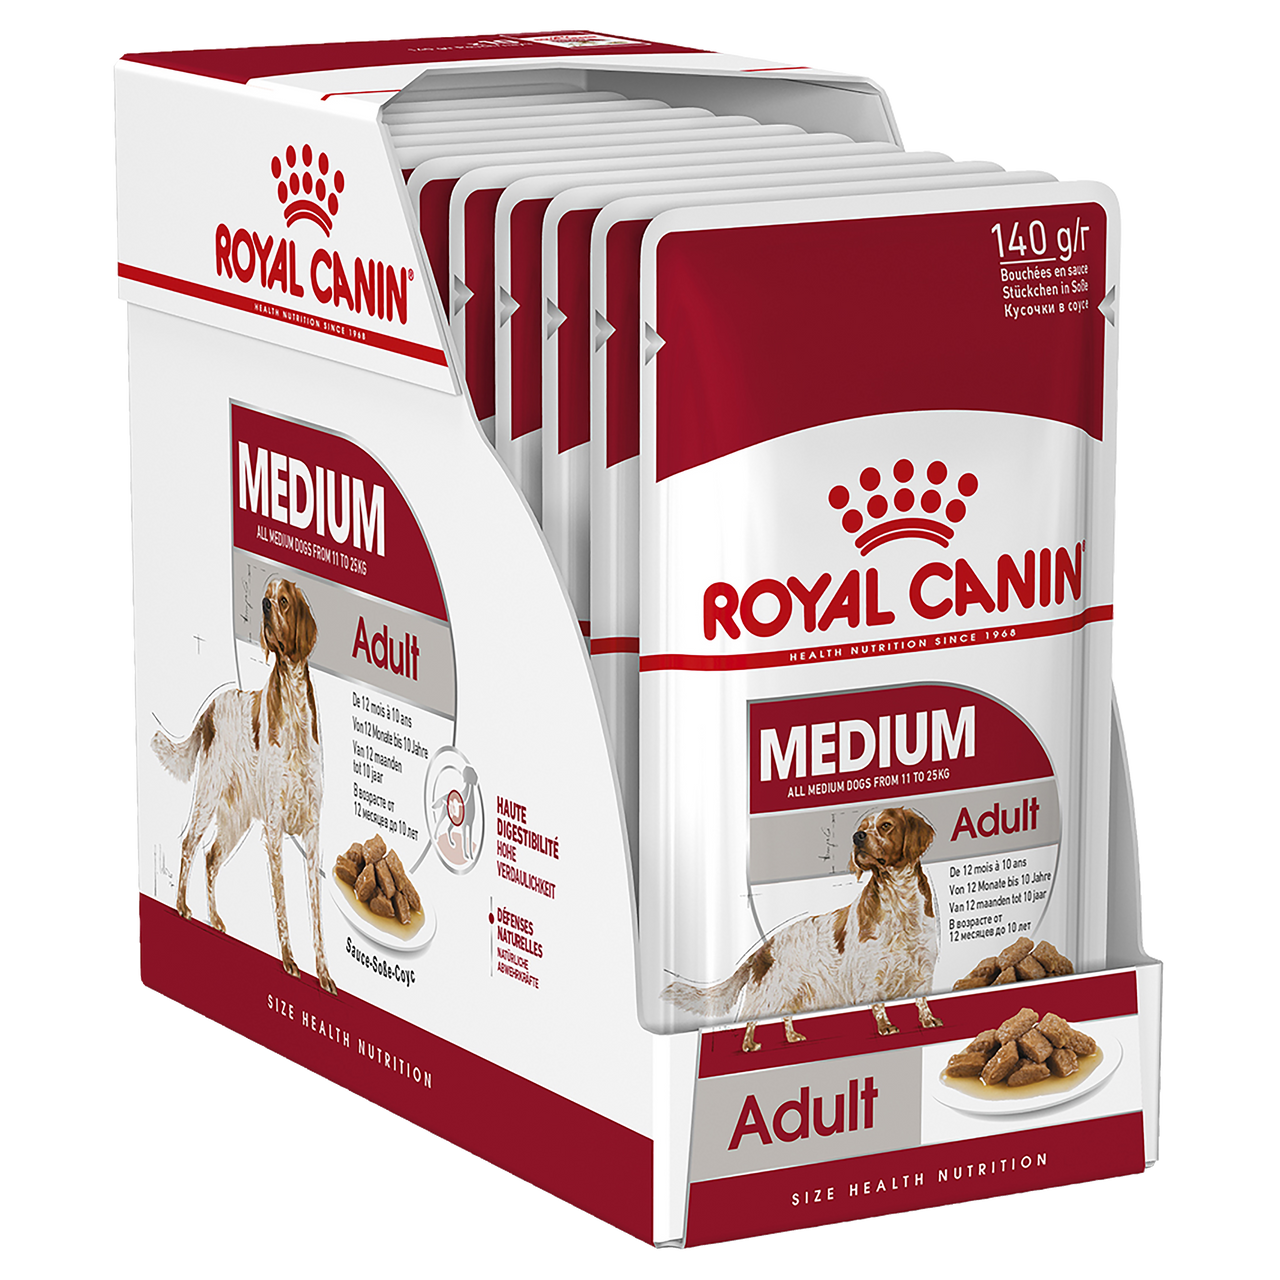 ROYAL CANIN®
HEALTH NUTRITION SINCE 1968
MEDIUM
ALL MEDIUM DOGS FROM 11 TO 25KG
Adult
De 12 mois à 10 ans
Von 12 Monate bis 10 Jahre
Van 12 maanden
tot 10 jaar
В возрасте от
12 месяцев до 10 лет
Sauce-Soße-Соус
HAUTE
DIGESTIBILITÉ
HOHE
VERDAULICHKEIT
DÉFENSES
NATURELLES
NATÜRLICHE
ABWEHRKRÄFTE
SIZE HEALTH NUTRITION
140 g/г
Bouchées en sauce
Stückchen in Soße
Кусочки в соусе
ROYAL CANIN®
HEALTH NUTRITION SINCE 1968
MEDIUM
ALL MEDIUM DOGS FROM 11 TO 25KG
Adult
De 12 mois à 10 ans
Von 12 Monate bis 10 Jahre
Van 12 maanden tot 10 jaar
В возрасте от
12 месяцев до 10 лет
Adult
SIZE HEALTH NUTRITION